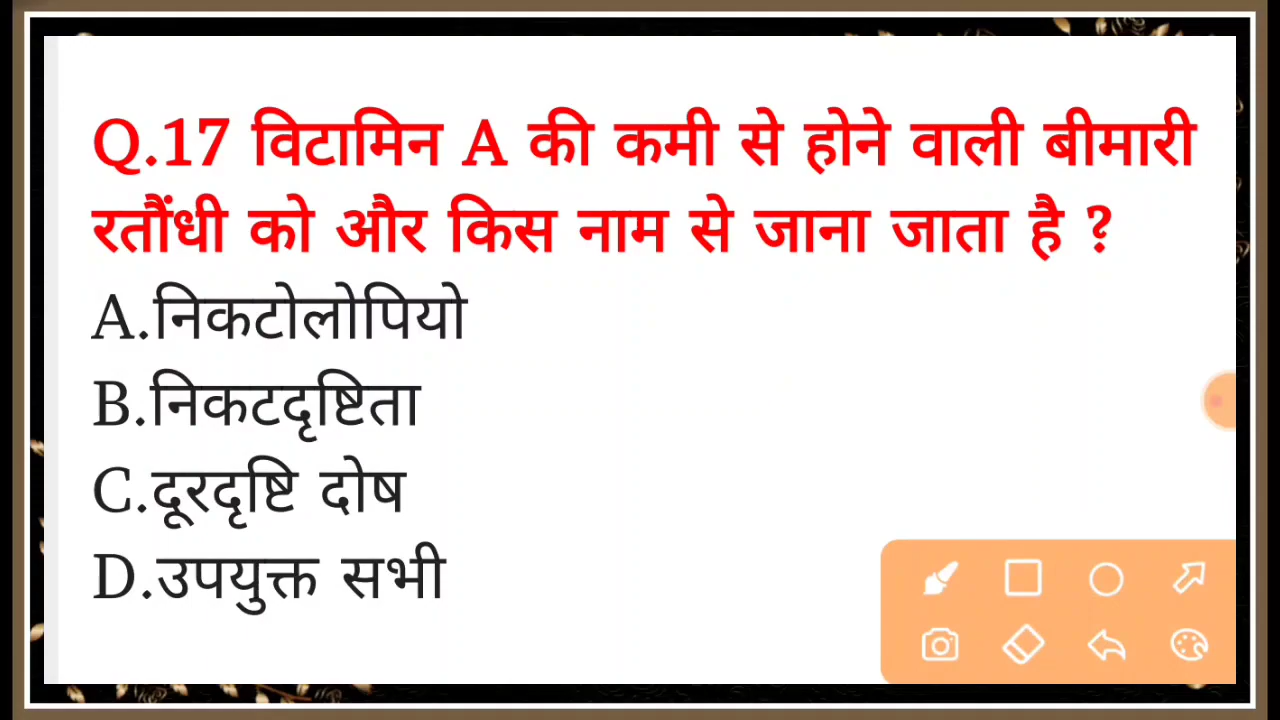 Q.17 विटामिन A की कमी से होने वाली बीमारी
रतौंधी को और किस नाम से जाना जाता है ?
A.निकटोलोपियो
B.निकटदृष्टिता
C.दूरदृष्टि दोष
D.उपयुक्त सभी